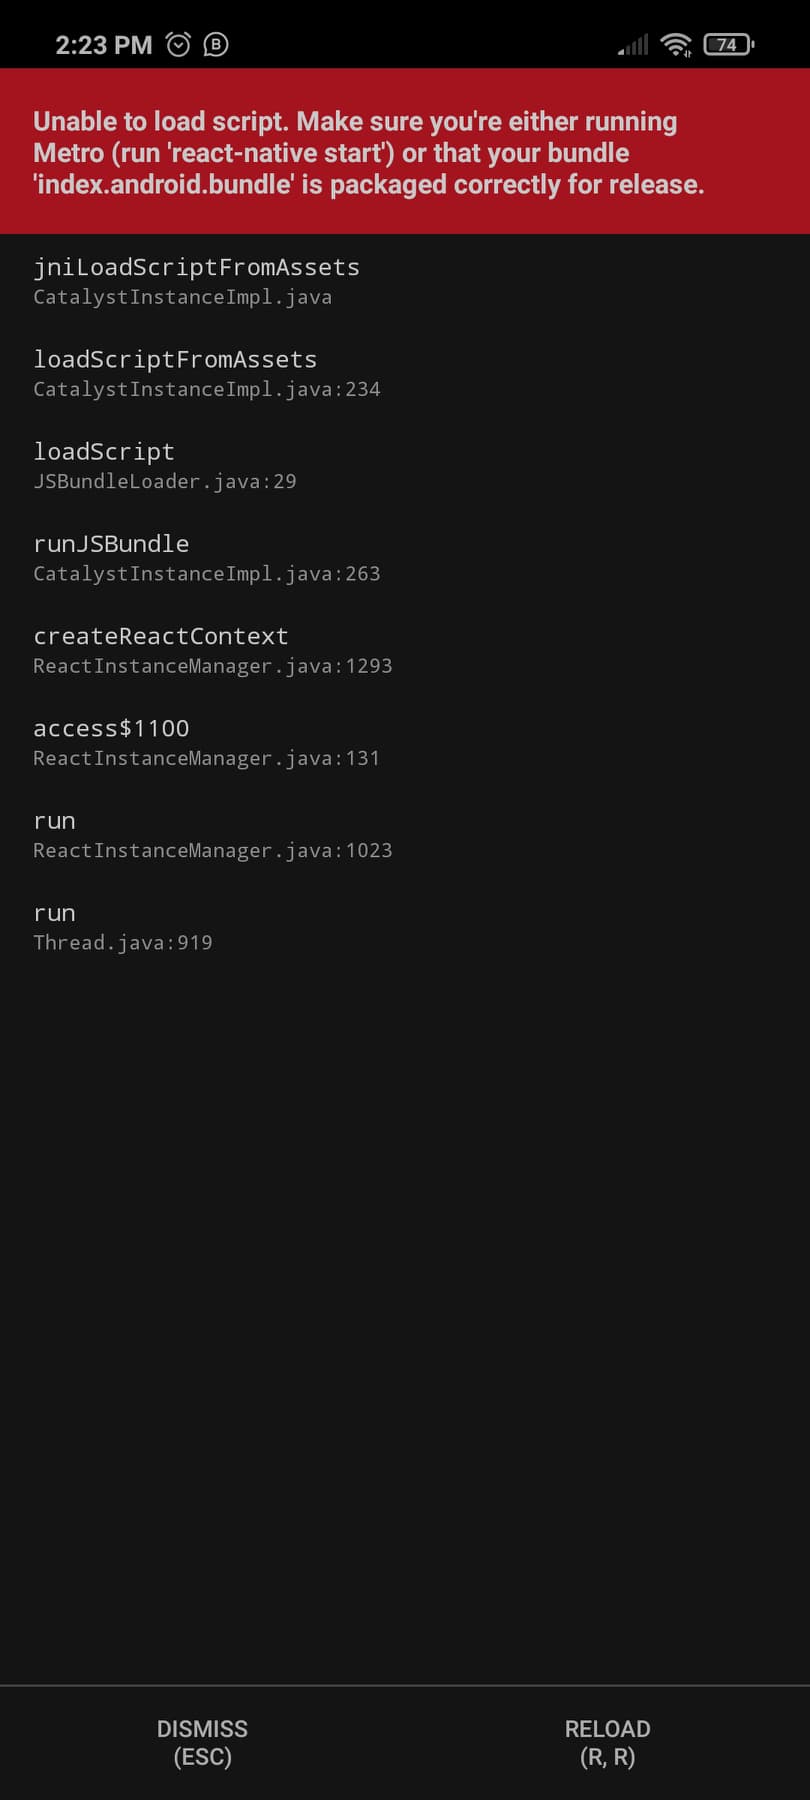 2:23 PM B 74
Unable to load script. Make sure you're either running
Metro (run 'react-native start') or that your bundle
'index.android.bundle' is packaged correctly for release.
jniLoadScriptFromAssets
CatalystInstanceImpl.java
loadScriptFromAssets
CatalystInstanceImpl.java:234
loadScript
JSBundleLoader.java:29
runJSBundle
CatalystInstanceImpl.java:263
createReactContext
ReactInstanceManager.java:1293
access$1100
ReactInstanceManager.java:131
run
ReactInstanceManager.java:1023
run
Thread.java:919
DISMISS RELOAD
(ESC) (R, R)